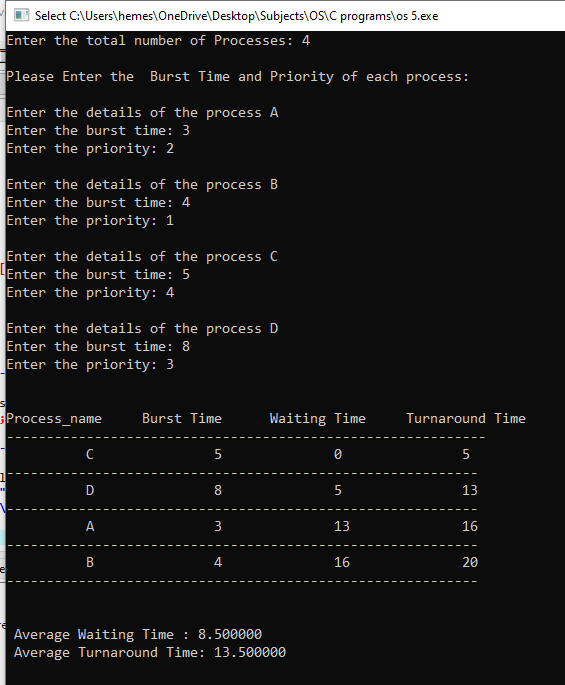 Select C:\Users\hemes\OneDrive\Desktop\Subjects\OS\C programs\os 5.exe
Enter the total number of Processes: 4
Please Enter the  Burst Time and Priority of each process:
Enter the details of the process A
Enter the burst time: 3
Enter the priority: 2
Enter the details of the process B
Enter the burst time: 4
Enter the priority: 1
Enter the details of the process C
Enter the burst time: 5
Enter the priority: 4
Enter the details of the process D
Enter the burst time: 8
Enter the priority: 3
Process_name     Burst Time      Waiting Time     Turnaround Time
------------------------------------------------------------
C               5              0               5
-----------------------------------------------------------
D               8              5               13
-----------------------------------------------------------
A               3              13              16
-----------------------------------------------------------
B               4              16              20
-----------------------------------------------------------
Average Waiting Time : 8.500000
Average Turnaround Time: 13.500000